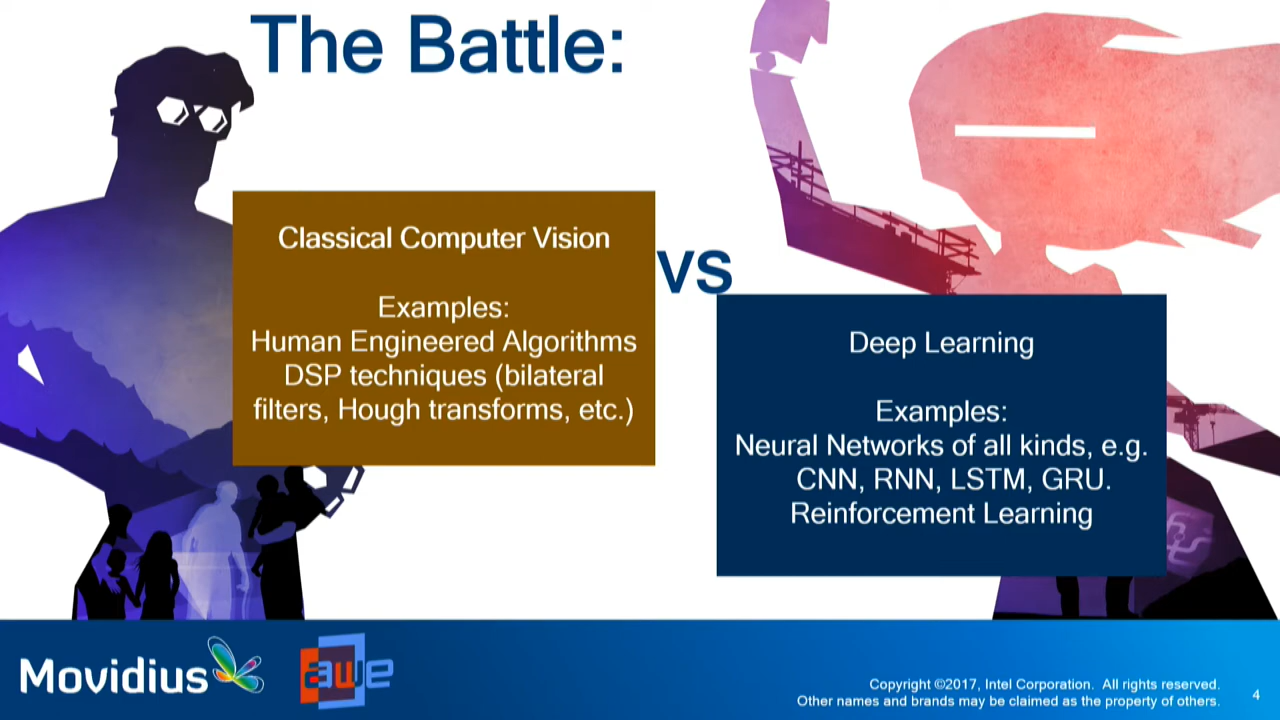 The Battle:
Classical Computer Vision
Examples:
Human Engineered Algorithms
DSP techniques (bilateral
filters, Hough transforms, etc.)
vs
Deep Learning
Examples:
Neural Networks of all kinds, e.g.
CNN, RNN, LSTM, GRU.
Reinforcement Learning
Movidius
awe
Copyright ©2017, Intel Corporation. All rights reserved.
Other names and brands may be claimed as the property of others.
4